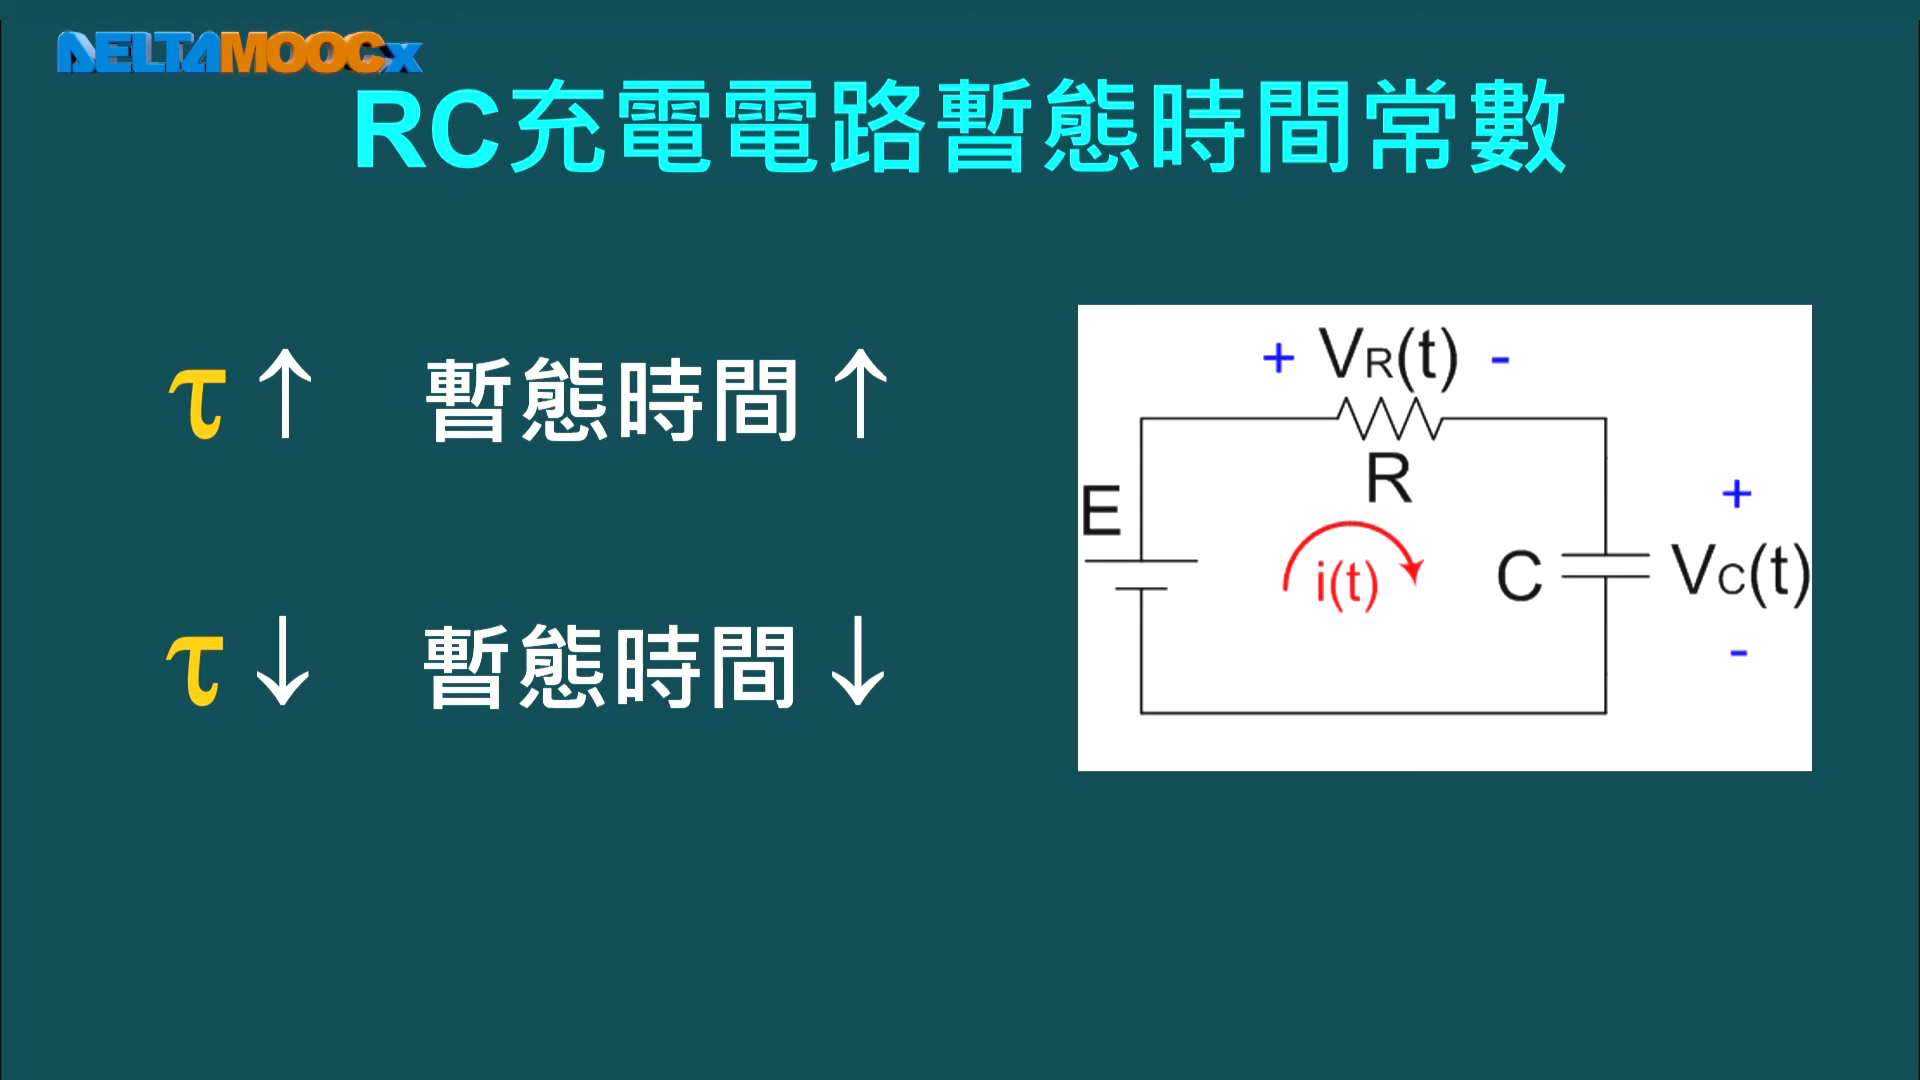 DELTAMOOCx
RC充電電路暫態時間常數
τ↑ 暫態時間↑
τ↓ 暫態時間↓
+ VR(t) -
R
E
i(t)
C
+
VC(t)
-